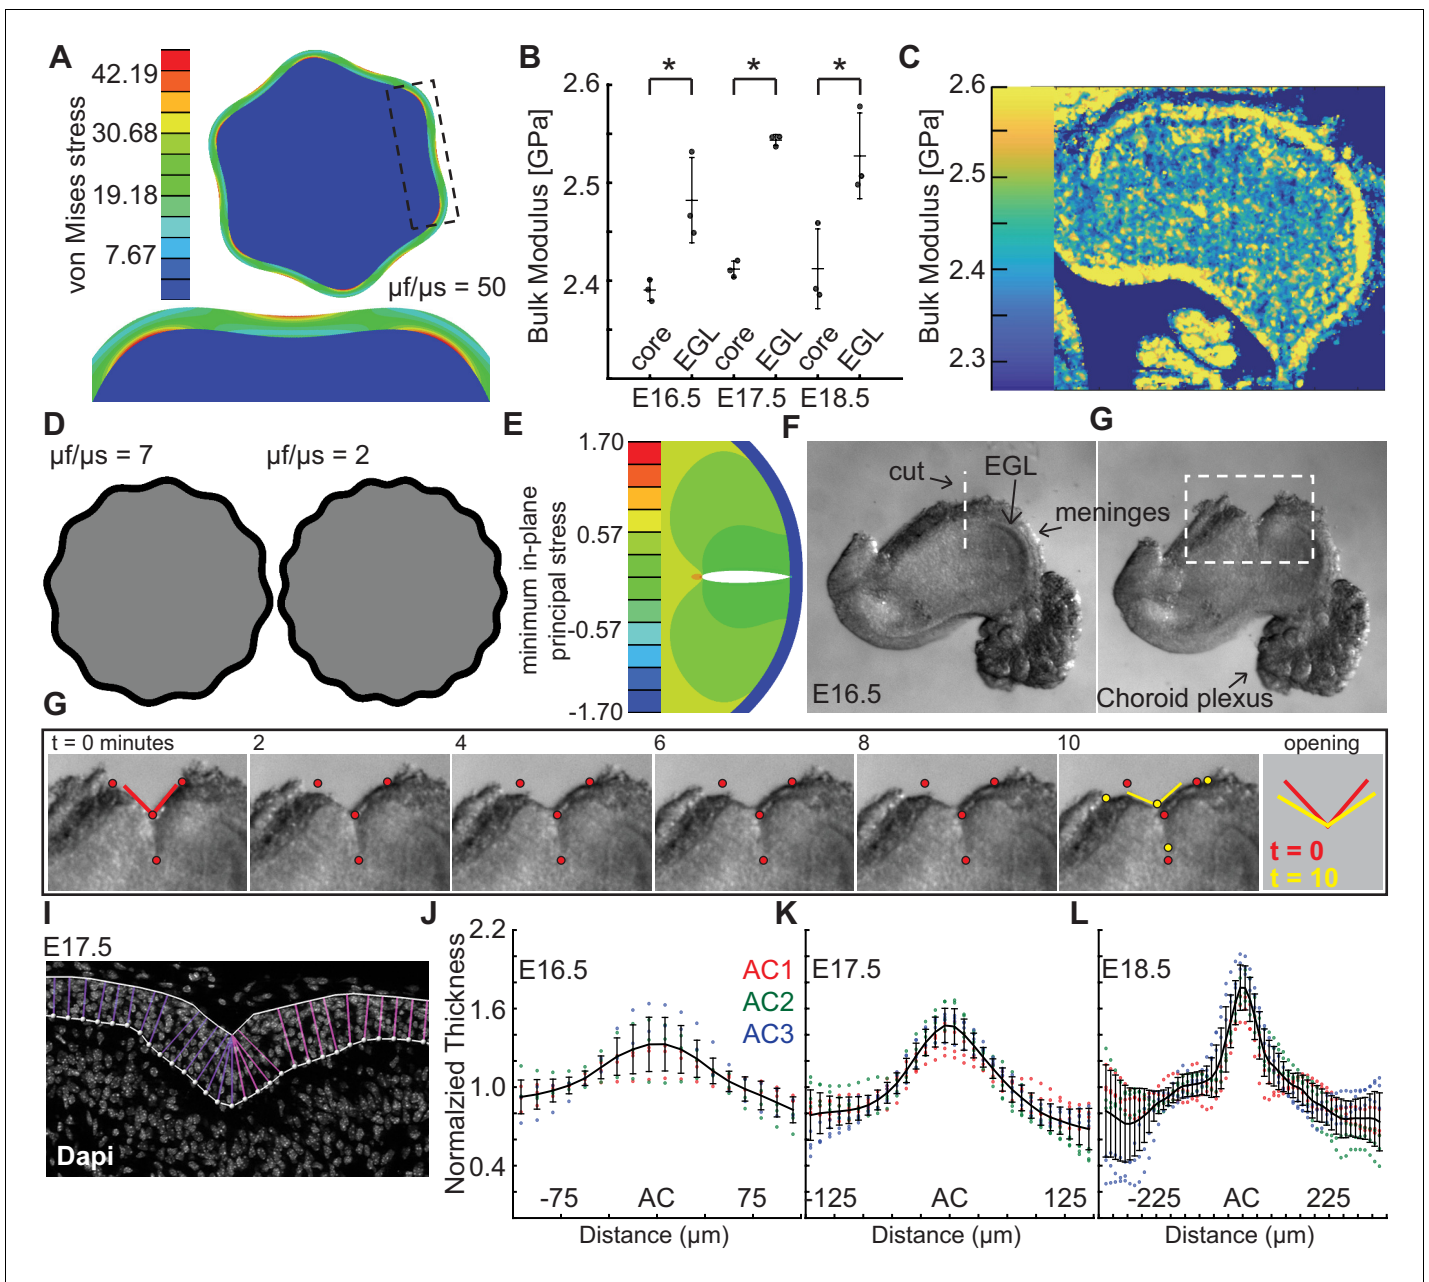 A
von Mises stress
42.19
30.68
19.18
7.67
µf/µs = 50
B
Bulk Modulus [GPa]
2.6
2.5
2.4
* * *
core EGL core EGL core EGL
E16.5 E17.5 E18.5
C
Bulk Modulus [GPa]
2.6
2.5
2.4
2.3
D
µf/µs = 7
µf/µs = 2
E
minimum in-plane
principal stress
1.70
0.57
-0.57
-1.70
F
cut
EGL
meninges
E16.5
G
Choroid plexus
G
t = 0 minutes 2 4 6 8 10 opening
t = 0
t = 10
I
E17.5
Dapi
J
Normalzied Thickness
2.2
1.6
1.0
0.4
E16.5
AC1
AC2
AC3
-75 AC 75
Distance (µm)
K
E17.5
-125 AC 125
Distance (µm)
L
E18.5
-225 AC 225
Distance (µm)